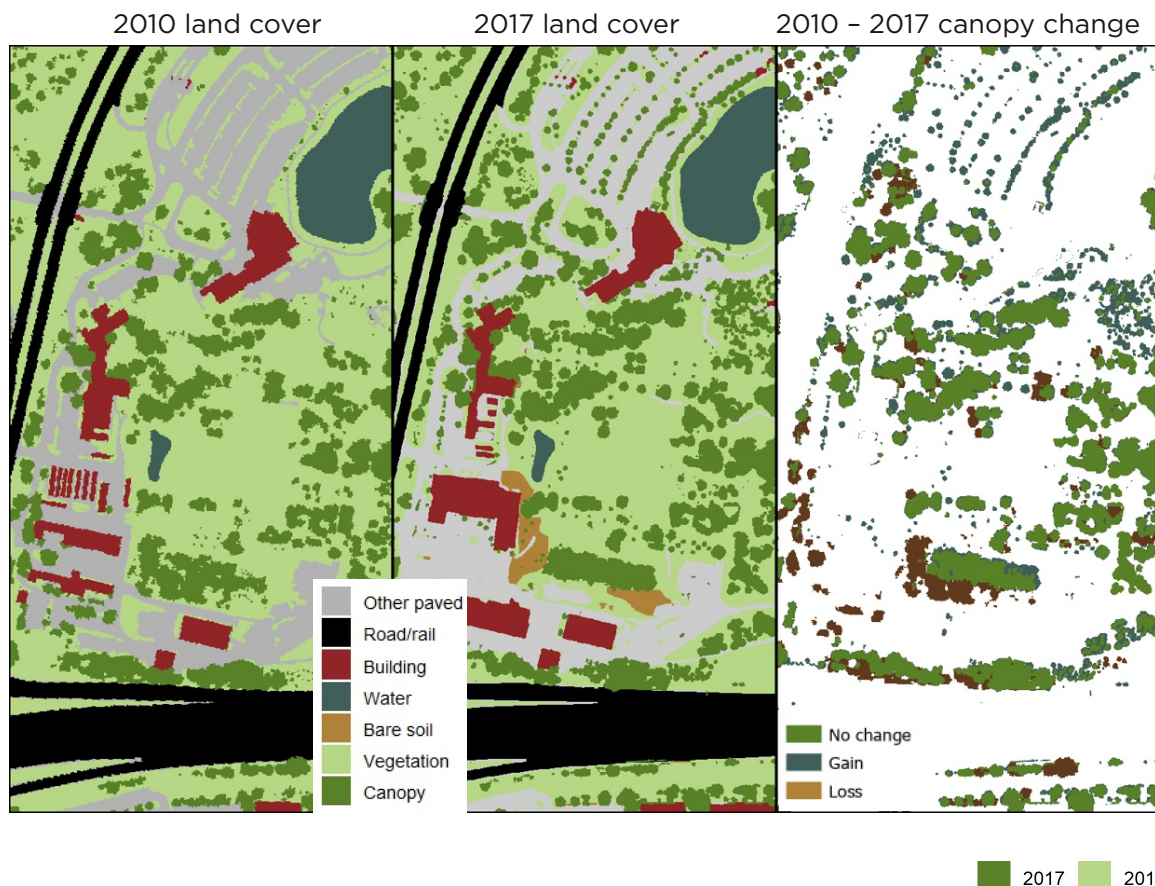 2010 land cover
2017 land cover
2010 – 2017 canopy change
Other paved
Road/rail
Building
Water
Bare soil
Vegetation
Canopy
No change
Gain
Loss
2017